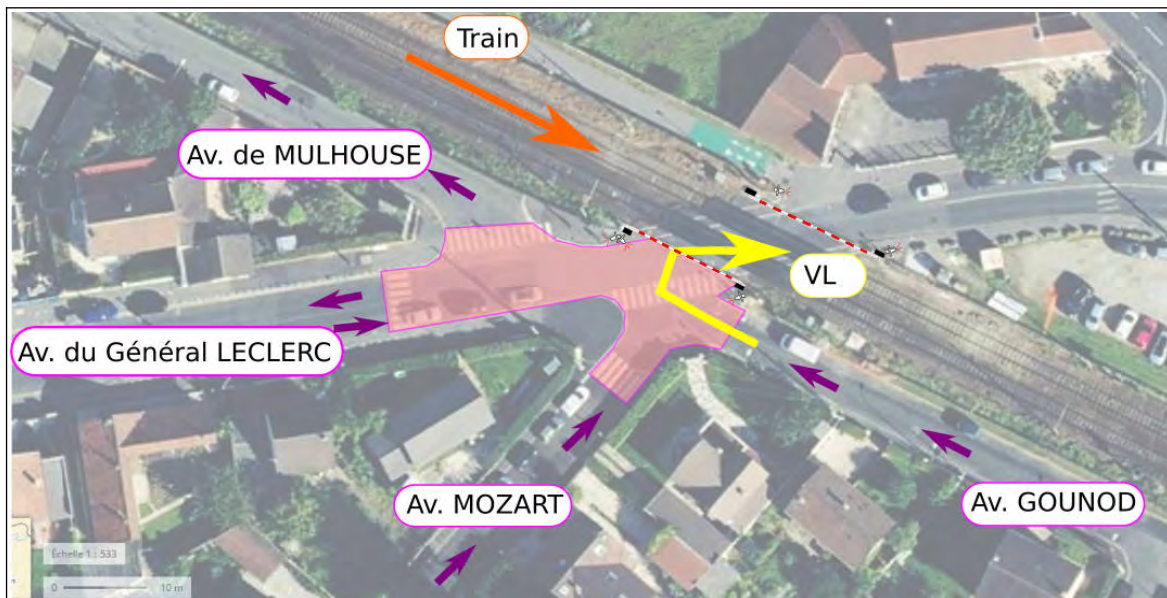 Train
Av. de MULHOUSE
VL
Av. du Général LECLERC
Av. MOZART
Av. GOUNOD
Échelle 1 : 533
0
10 m